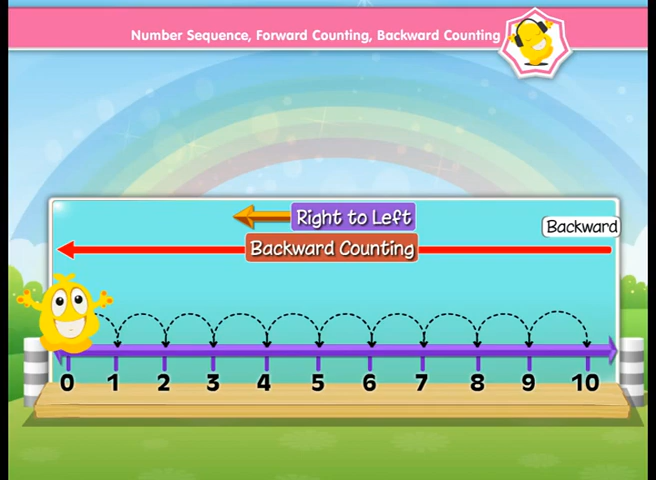 Number Sequence, Forward Counting, Backward Counting
Right to Left
Backward
Backward Counting
0 1 2 3 4 5 6 7 8 9 10